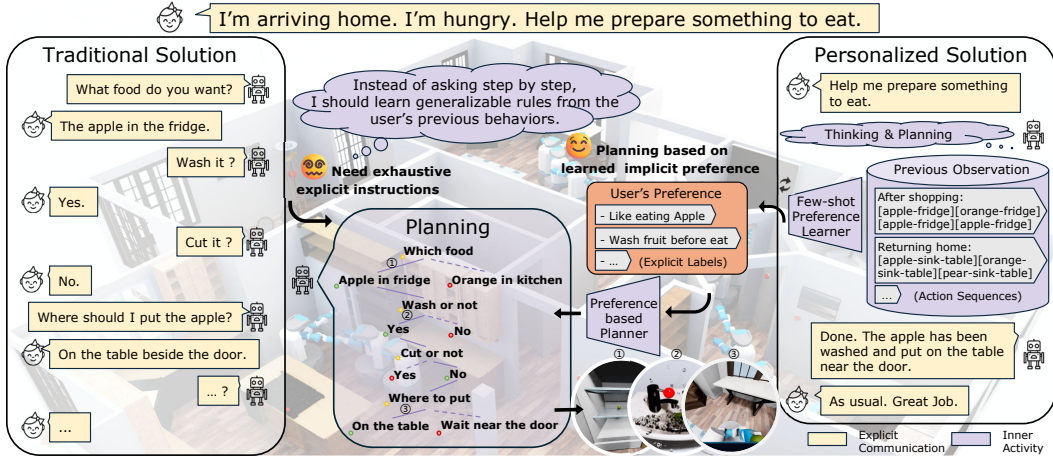 I'm arriving home. I'm hungry. Help me prepare something to eat.
Traditional Solution
What food do you want?
The apple in the fridge.
Wash it ?
Yes.
Cut it ?
No.
Where should I put the apple?
On the table beside the door.
... ?
...
Instead of asking step by step,
I should learn generalizable rules from the
user's previous behaviors.
Need exhaustive
explicit instructions
Planning based on
learned implicit preference
Planning
Which food
①
Apple in fridge
Orange in kitchen
Wash or not
②
Yes
No
Cut or not
Yes
No
Where to put
③
On the table
Wait near the door
User's Preference
- Like eating Apple
- Wash fruit before eat
- ...
(Explicit Labels)
Preference
based
Planner
①
②
③
Personalized Solution
Help me prepare something
to eat.
Thinking & Planning
Few-shot
Preference
Learner
Previous Observation
After shopping:
[apple-fridge][orange-fridge]
[apple-fridge][apple-fridge]
Returning home:
[apple-sink-table][orange-
sink-table][pear-sink-table]
...
(Action Sequences)
Done. The apple has been
washed and put on the table
near the door.
As usual. Great Job.
Explicit
Communication
Inner
Activity